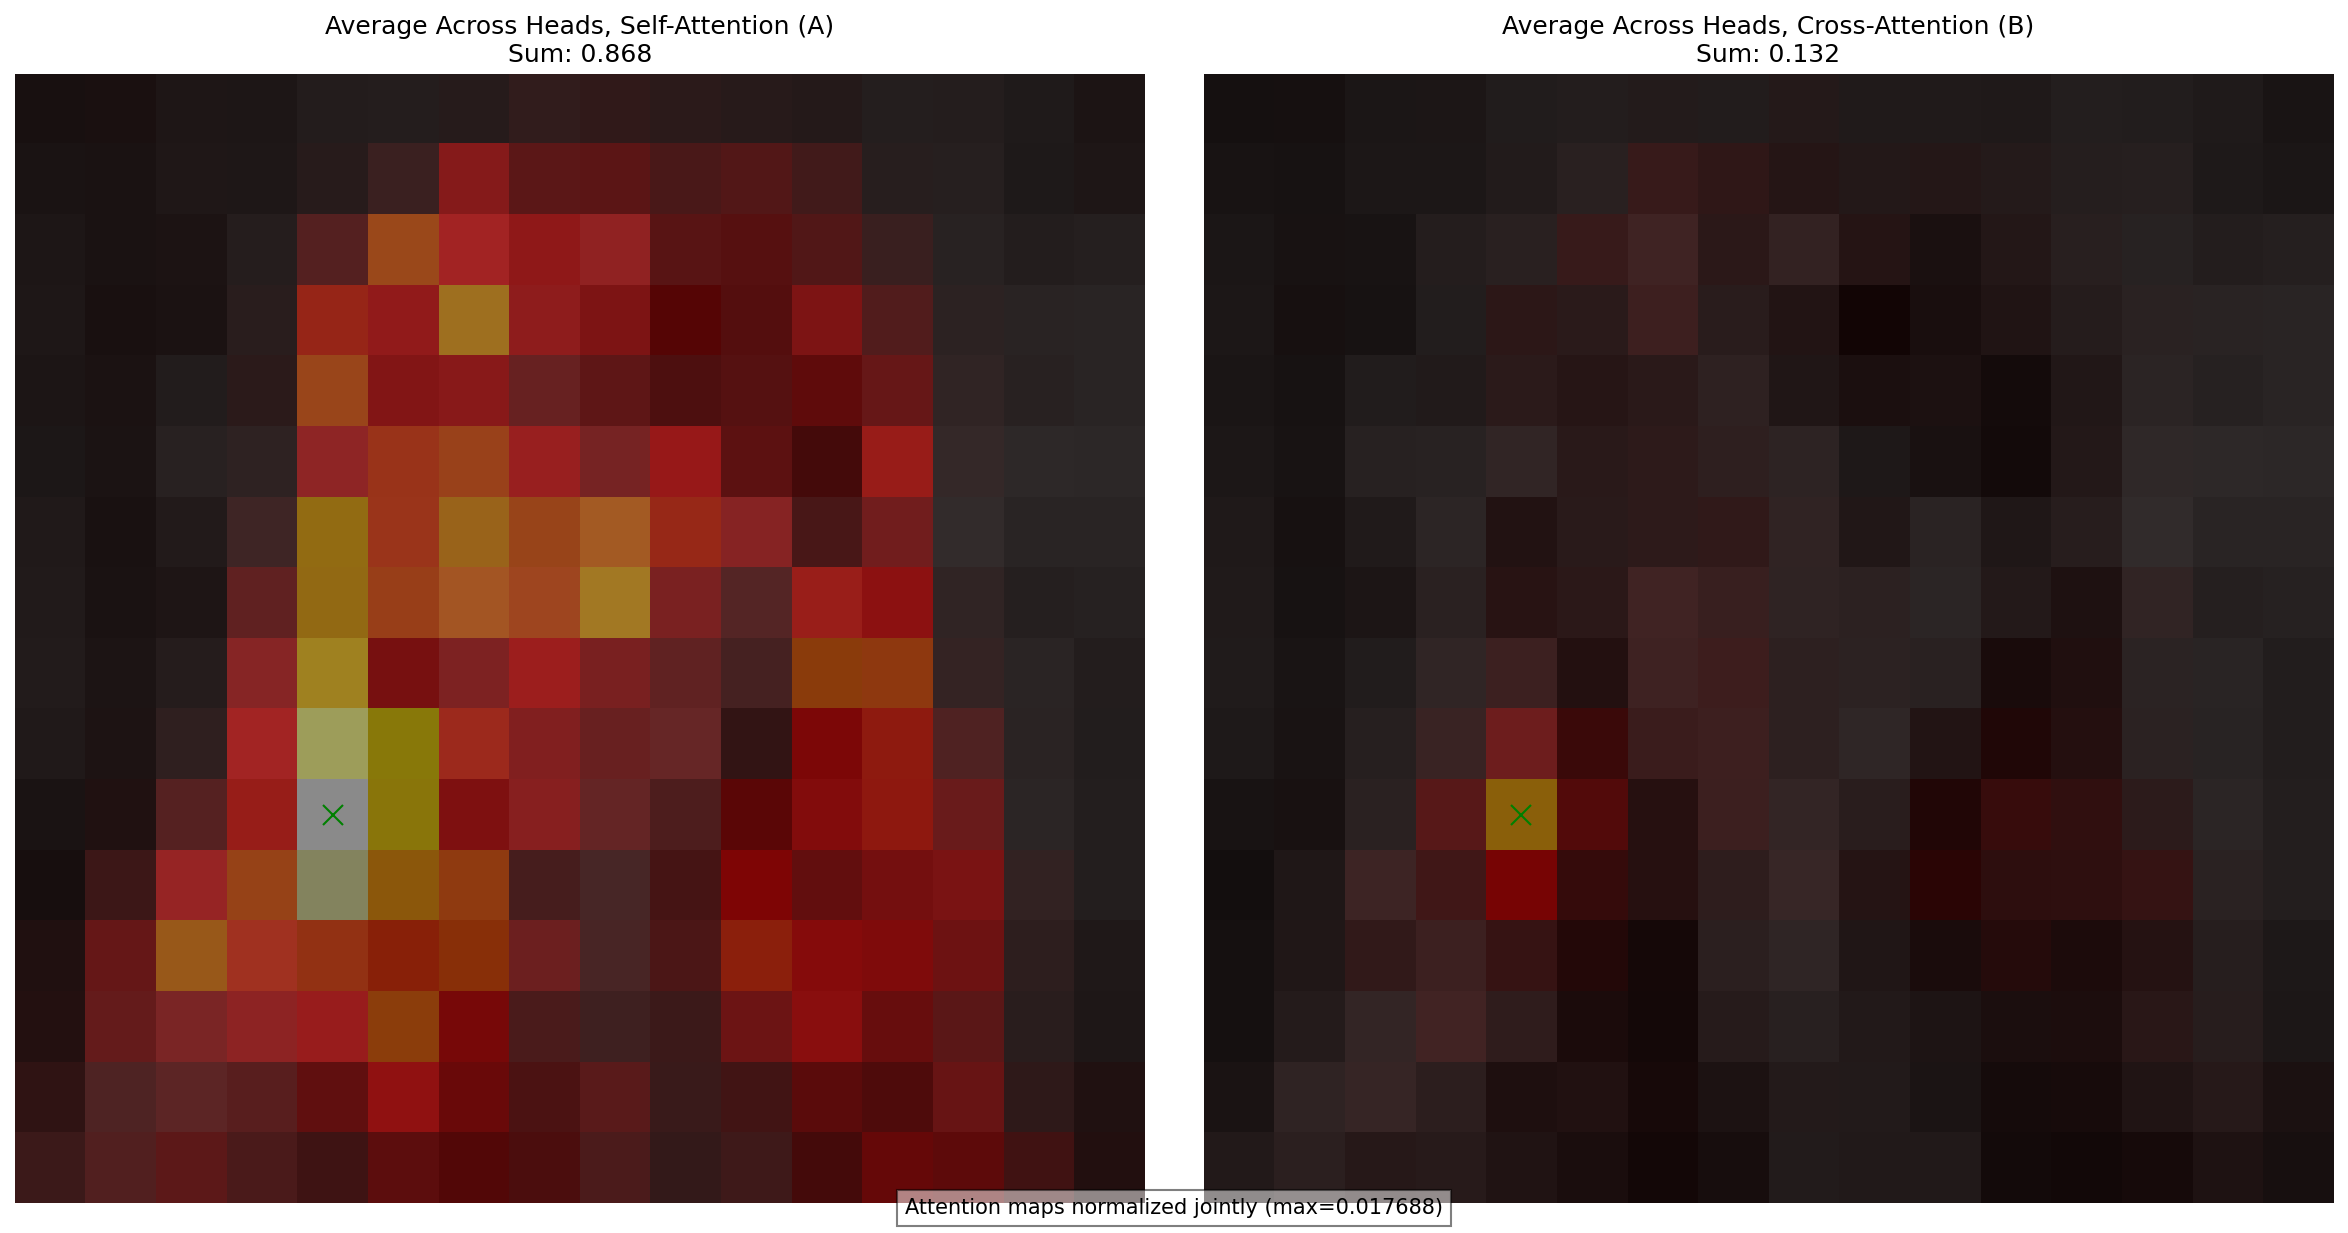 Average Across Heads, Self-Attention (A)
Sum: 0.868
Average Across Heads, Cross-Attention (B)
Sum: 0.132
Attention maps normalized jointly (max=0.017688)